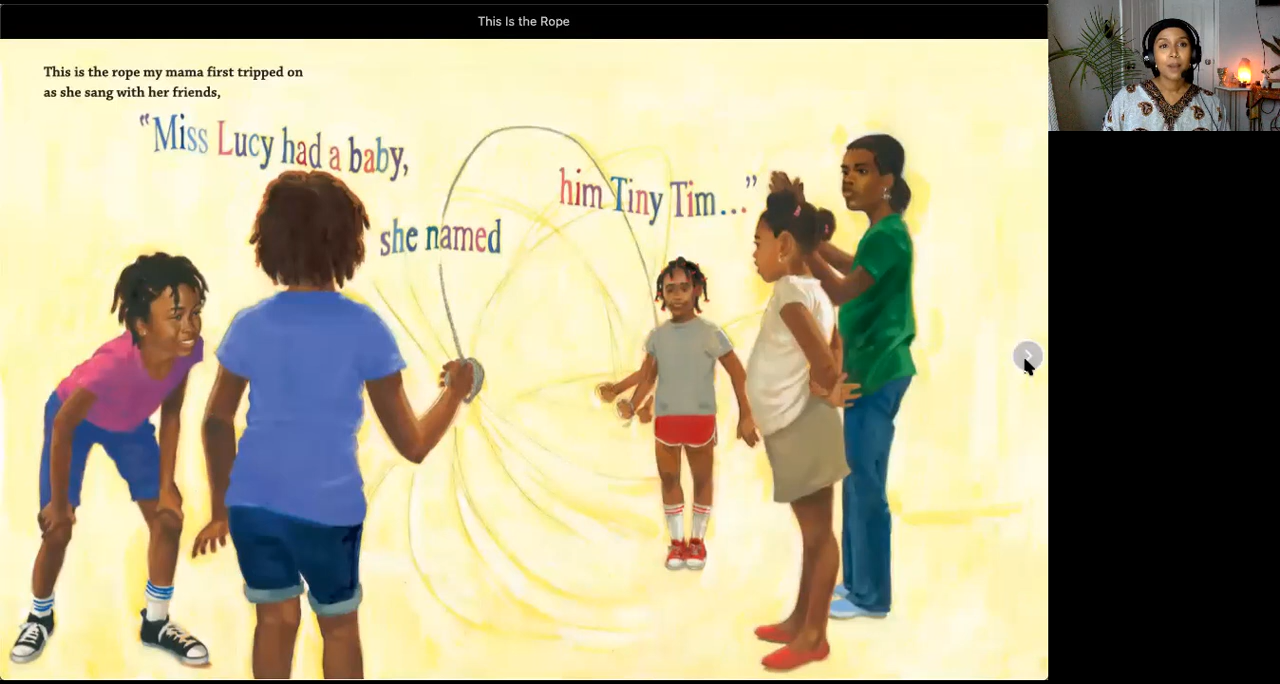 This Is the Rope
This is the rope my mama first tripped on
as she sang with her friends,
“Miss Lucy had a baby,
she named
him Tiny Tim...”